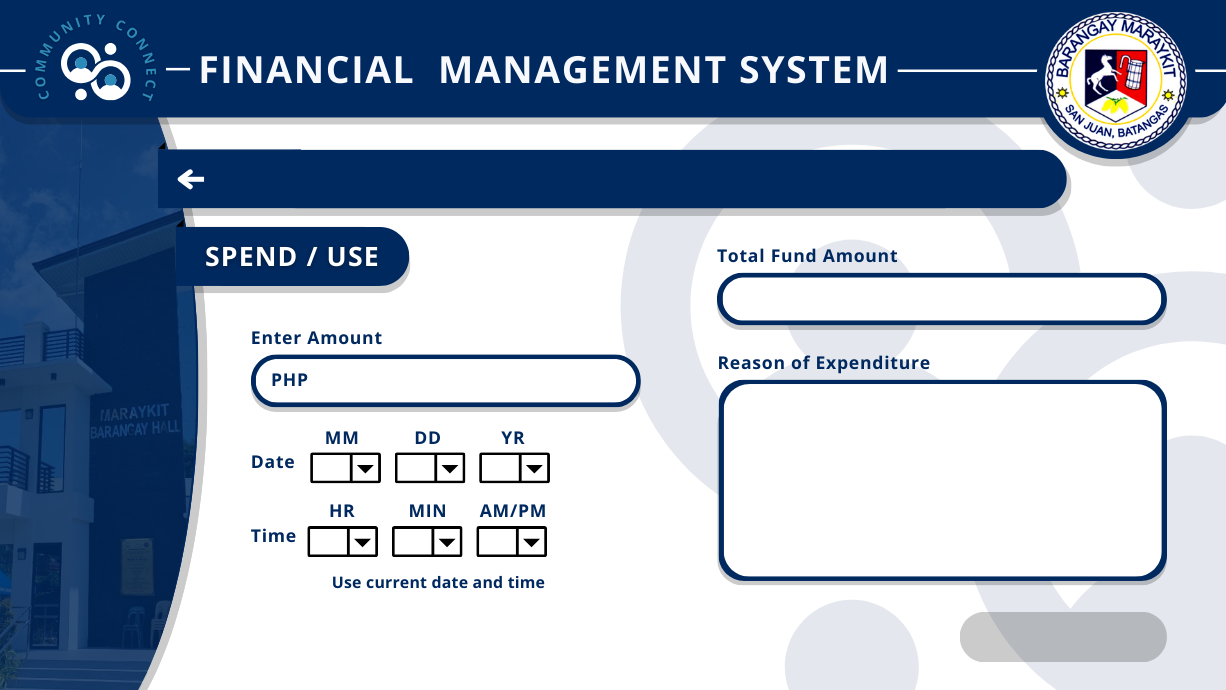 COMMUNITY CONNECT
FINANCIAL MANAGEMENT SYSTEM
BARANGAY MARAYKIT
SAN JUAN, BATANGAS
SPEND / USE
Total Fund Amount
Enter Amount
PHP
Reason of Expenditure
MM DD YR
Date
HR MIN AM/PM
Time
Use current date and time
MARAYKIT
BARANGAY HALL